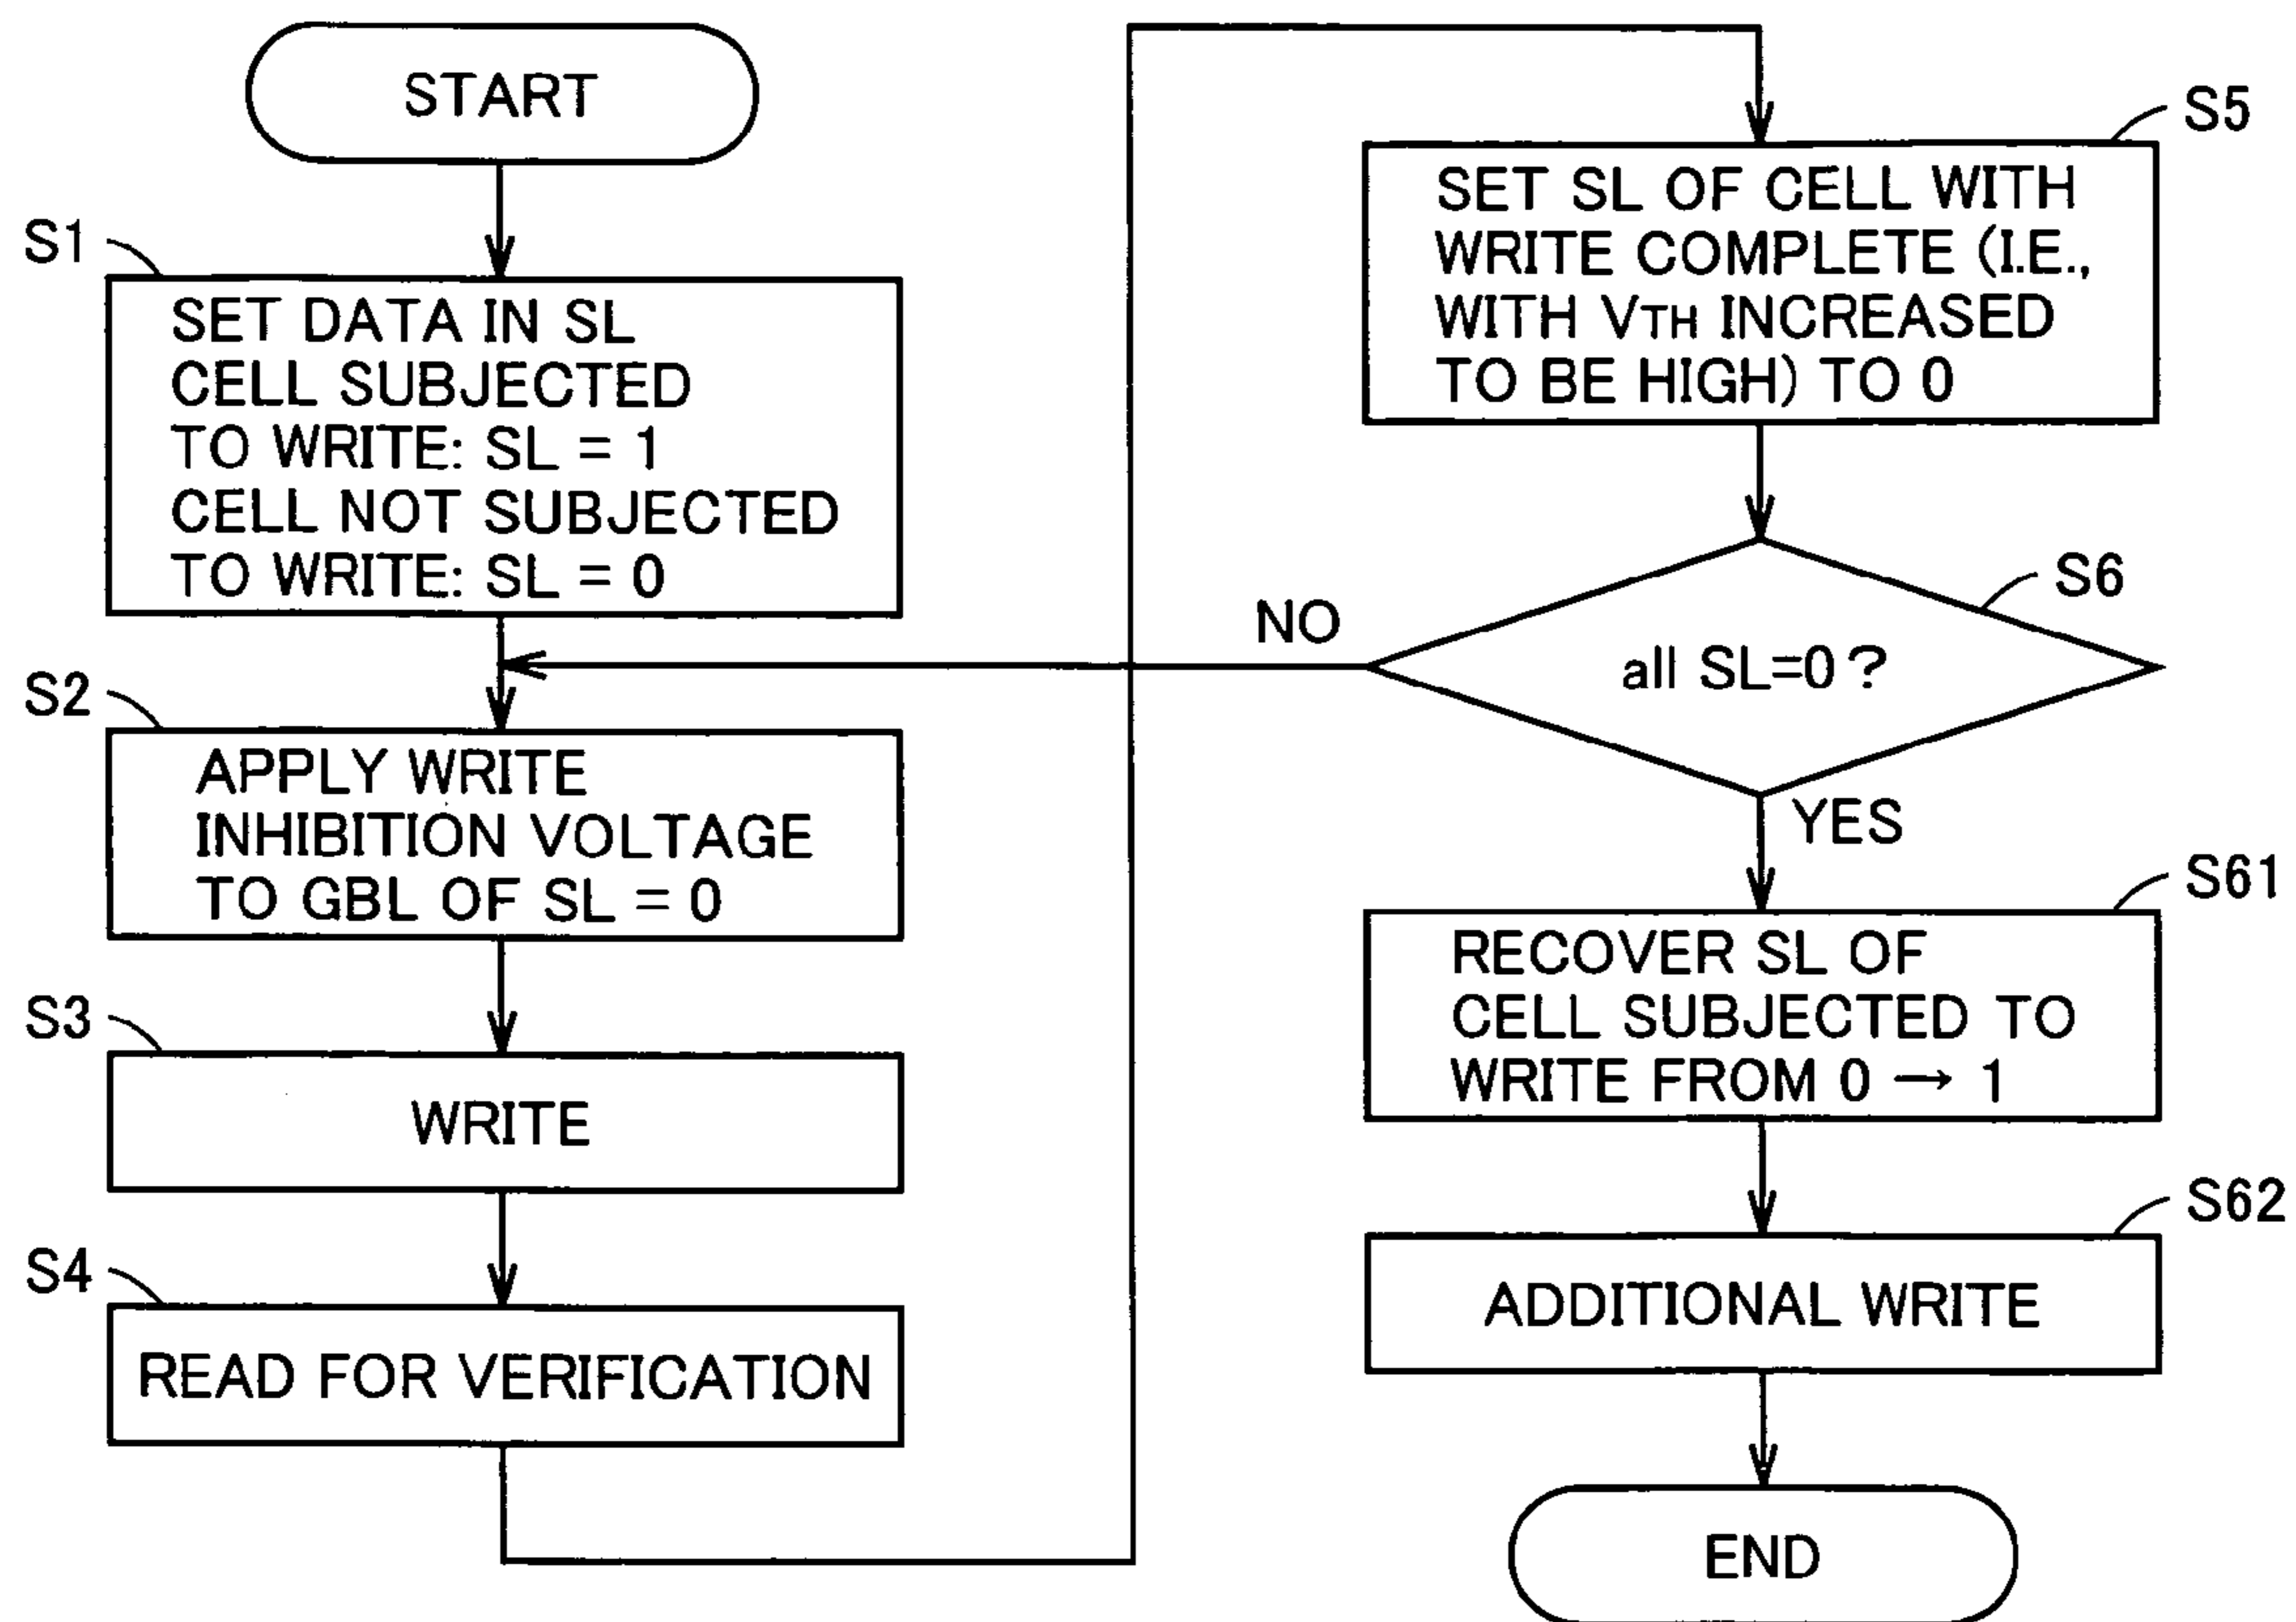 START
S1
SET DATA IN SL
CELL SUBJECTED
TO WRITE: SL = 1
CELL NOT SUBJECTED
TO WRITE: SL = 0
S2
APPLY WRITE
INHIBITION VOLTAGE
TO GBL OF SL = 0
S3
WRITE
S4
READ FOR VERIFICATION
S5
SET SL OF CELL WITH
WRITE COMPLETE (I.E.,
WITH VTH INCREASED
TO BE HIGH) TO 0
S6
all SL=0?
NO
YES
S61
RECOVER SL OF
CELL SUBJECTED TO
WRITE FROM 0 → 1
S62
ADDITIONAL WRITE
END